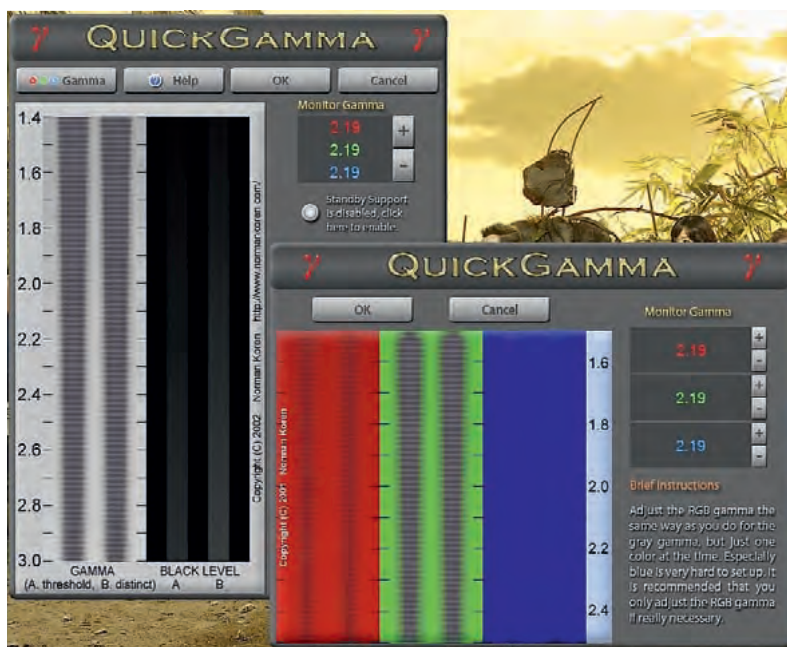 γ QUICKGAMMA γ
Gamma Help OK Cancel
Monitor Gamma
2.19
2.19
2.19
+
-
Standby Support
is disabled, click
here to enable.
1.4
1.6
1.8
2.0
2.2
2.4
2.6
2.8
3.0
GAMMA
(A. threshold, B. distinct)
BLACK LEVEL
A B
Copyright (C) 2002 Norman Koren http://www.normankoren.com/
γ QUICKGAMMA γ
OK Cancel
Copyright (C) 2001 Norman Koren
1.6
1.8
2.0
2.2
2.4
Monitor Gamma
2.19
+
-
2.19
+
-
2.19
+
-
Brief Instructions
Adjust the RGB gamma the
same way as you do for the
gray gamma, but just one
color at the time. Especially
blue is very hard to set up. It
is recommended that you
only adjust the RGB gamma
if really necessary.